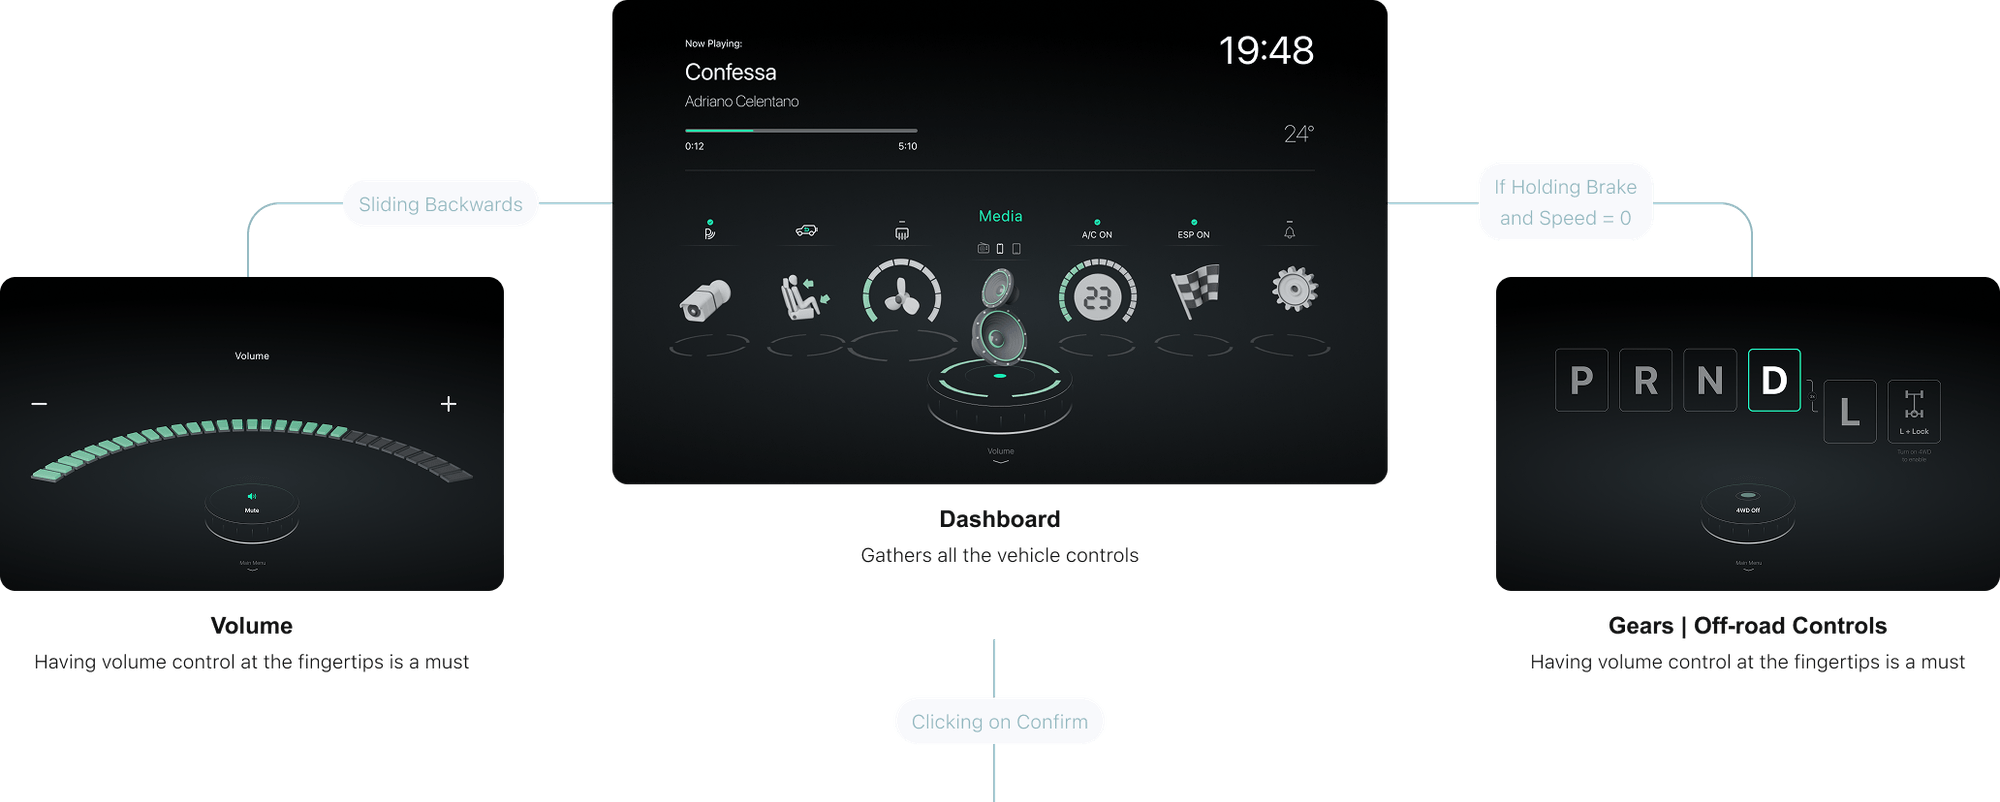 Now Playing:
Confessa
Adriano Celentano
0:12
5:10
19:48
24°
Sliding Backwards
If Holding Brake
and Speed = 0
Media
A/C ON
ESP ON
23
Volume
Volume
Mute
Main Menu
P R N D
L
L + Lock
Turn on 4WD
to enable
4WD Off
Main Menu
Dashboard
Gathers all the vehicle controls
Volume
Having volume control at the fingertips is a must
Gears | Off-road Controls
Having volume control at the fingertips is a must
Clicking on Confirm